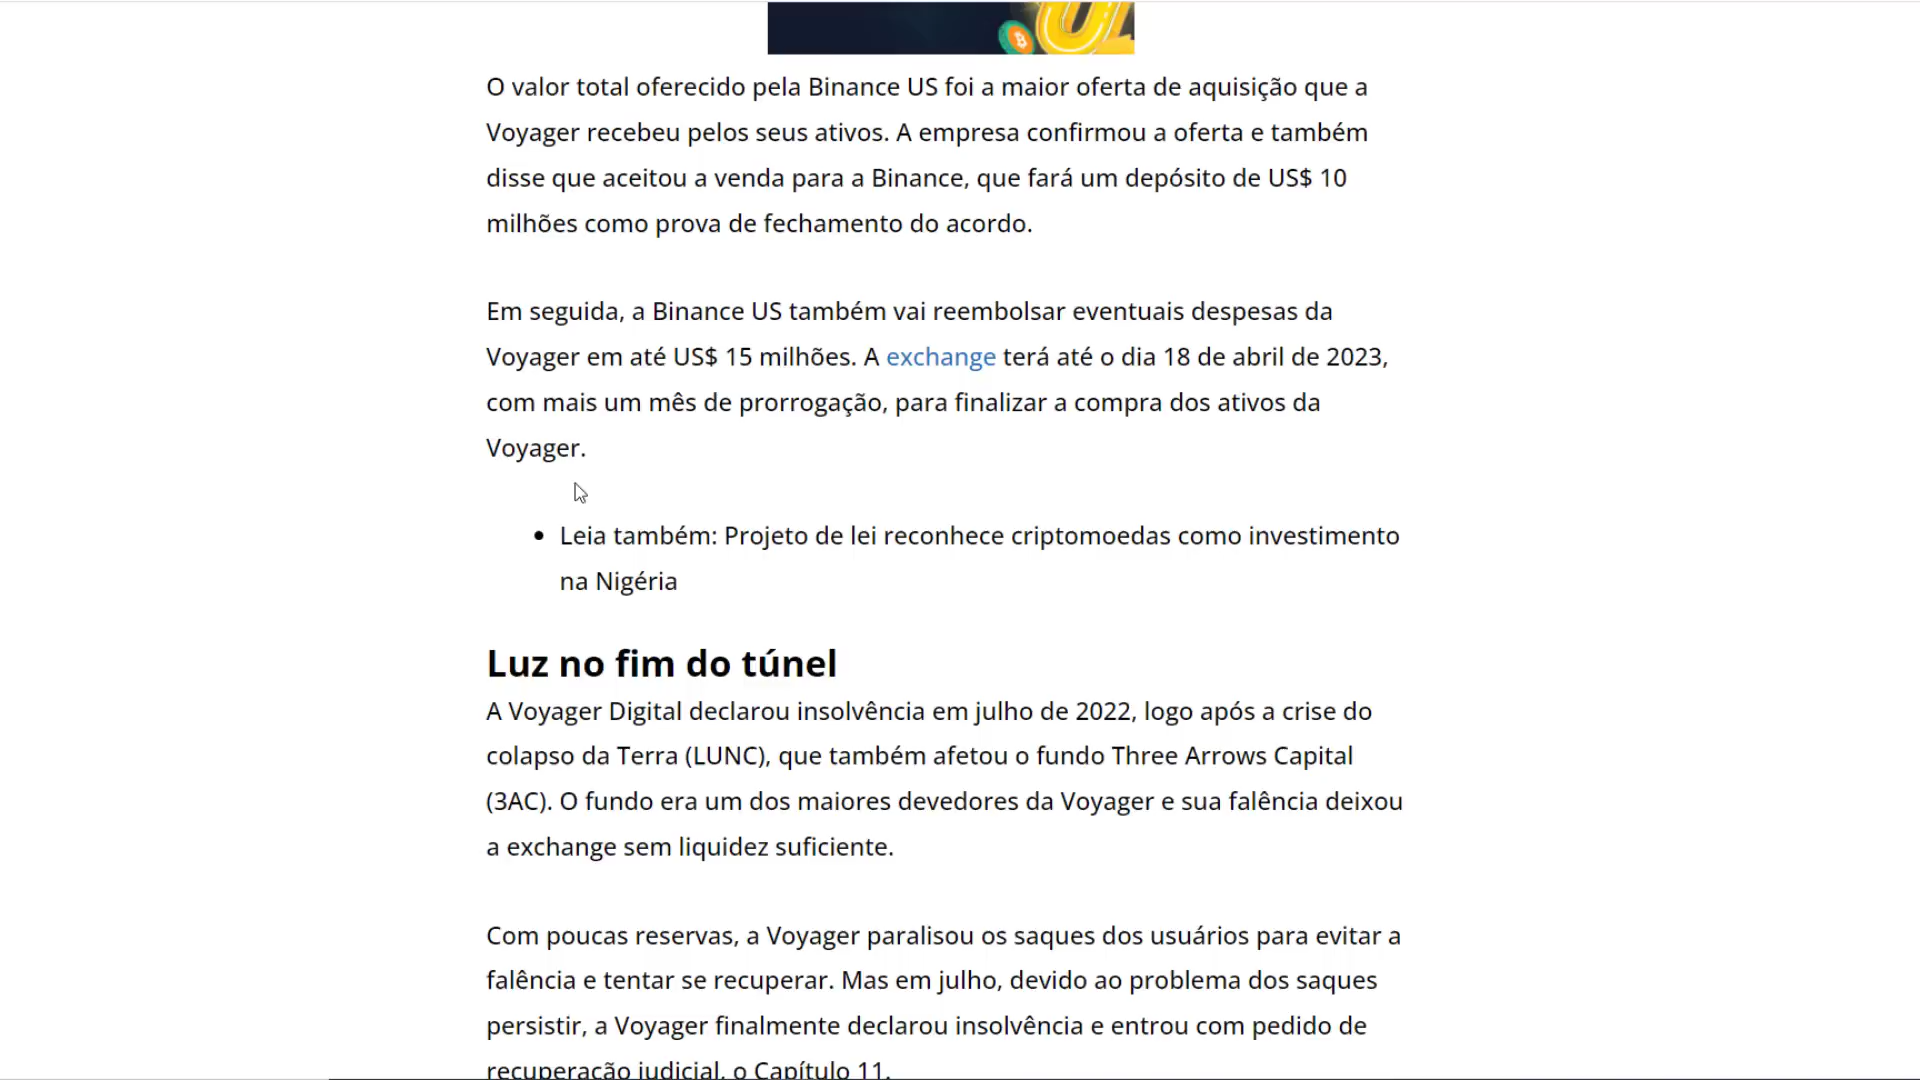 O valor total oferecido pela Binance US foi a maior oferta de aquisição que a
Voyager recebeu pelos seus ativos. A empresa confirmou a oferta e também
disse que aceitou a venda para a Binance, que fará um depósito de US$ 10
milhões como prova de fechamento do acordo.
Em seguida, a Binance US também vai reembolsar eventuais despesas da
Voyager em até US$ 15 milhões. A exchange terá até o dia 18 de abril de 2023,
com mais um mês de prorrogação, para finalizar a compra dos ativos da
Voyager.
• Leia também: Projeto de lei reconhece criptomoedas como investimento
na Nigéria
Luz no fim do túnel
A Voyager Digital declarou insolvência em julho de 2022, logo após a crise do
colapso da Terra (LUNC), que também afetou o fundo Three Arrows Capital
(3AC). O fundo era um dos maiores devedores da Voyager e sua falência deixou
a exchange sem liquidez suficiente.
Com poucas reservas, a Voyager paralisou os saques dos usuários para evitar a
falência e tentar se recuperar. Mas em julho, devido ao problema dos saques
persistir, a Voyager finalmente declarou insolvência e entrou com pedido de
recuperação judicial, o Capítulo 11.